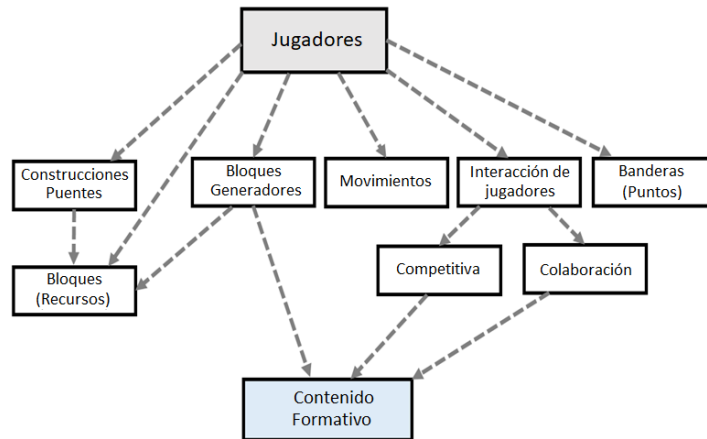 Jugadores
Construcciones
Puentes
Bloques
Generadores
Movimientos
Interacción de
jugadores
Banderas
(Puntos)
Bloques
(Recursos)
Competitiva
Colaboración
Contenido
Formativo